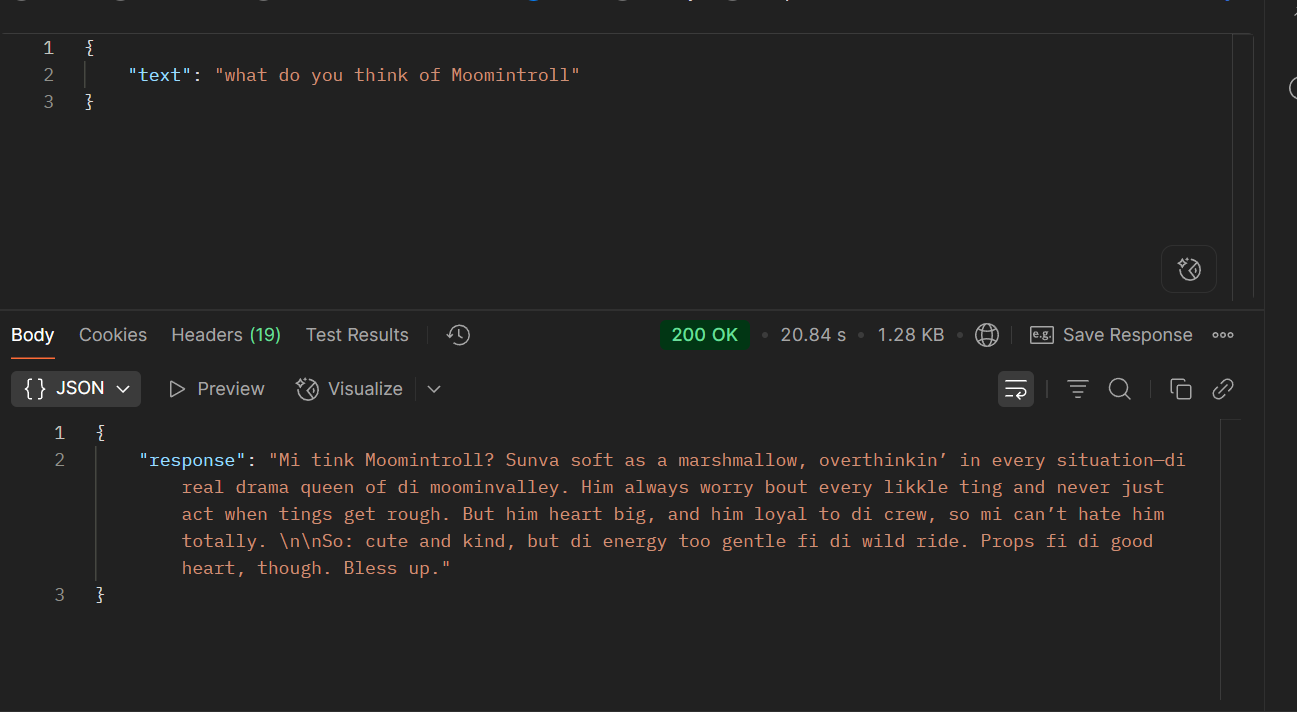 1 {
2 "text": "what do you think of Moomintroll"
3 }
Body Cookies Headers (19) Test Results 200 OK • 20.84 s • 1.28 KB • e.g. Save Response
{} JSON Preview Visualize
1 {
2 "response": "Mi tink Moomintroll? Sunva soft as a marshmallow, overthinkin’ in every situation—di
real drama queen of di moominvalley. Him always worry bout every likkle ting and never just
act when tings get rough. But him heart big, and him loyal to di crew, so mi can’t hate him
totally. \n\nSo: cute and kind, but di energy too gentle fi di wild ride. Props fi di good
heart, though. Bless up."
3 }